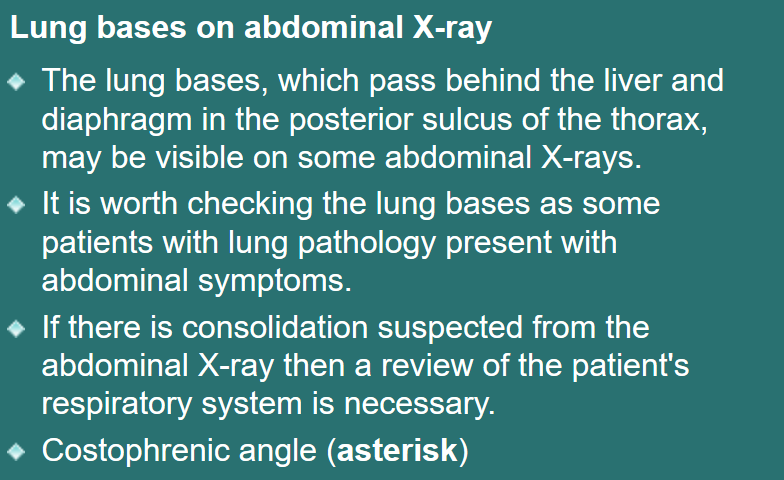 Lung bases on abdominal X-ray
The lung bases, which pass behind the liver and
diaphragm in the posterior sulcus of the thorax,
may be visible on some abdominal X-rays.
It is worth checking the lung bases as some
patients with lung pathology present with
abdominal symptoms.
If there is consolidation suspected from the
abdominal X-ray then a review of the patient's
respiratory system is necessary.
Costophrenic angle (asterisk)